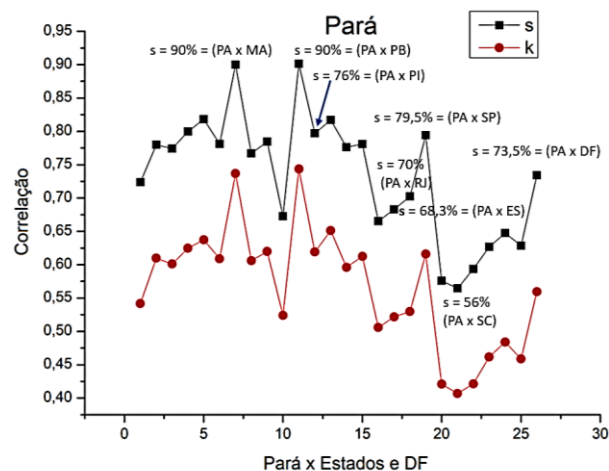 Pará
s
k
s = 90% = (PA x MA)
s = 90% = (PA x PB)
s = 76% = (PA x PI)
s = 79,5% = (PA x SP)
s = 73,5% = (PA x DF)
s = 70%
(PA x RJ)
s = 68,3% = (PA x ES)
s = 56%
(PA x SC)
Correlação
0,95
0,90
0,85
0,80
0,75
0,70
0,65
0,60
0,55
0,50
0,45
0,40
0
5
10
15
20
25
30
Pará x Estados e DF